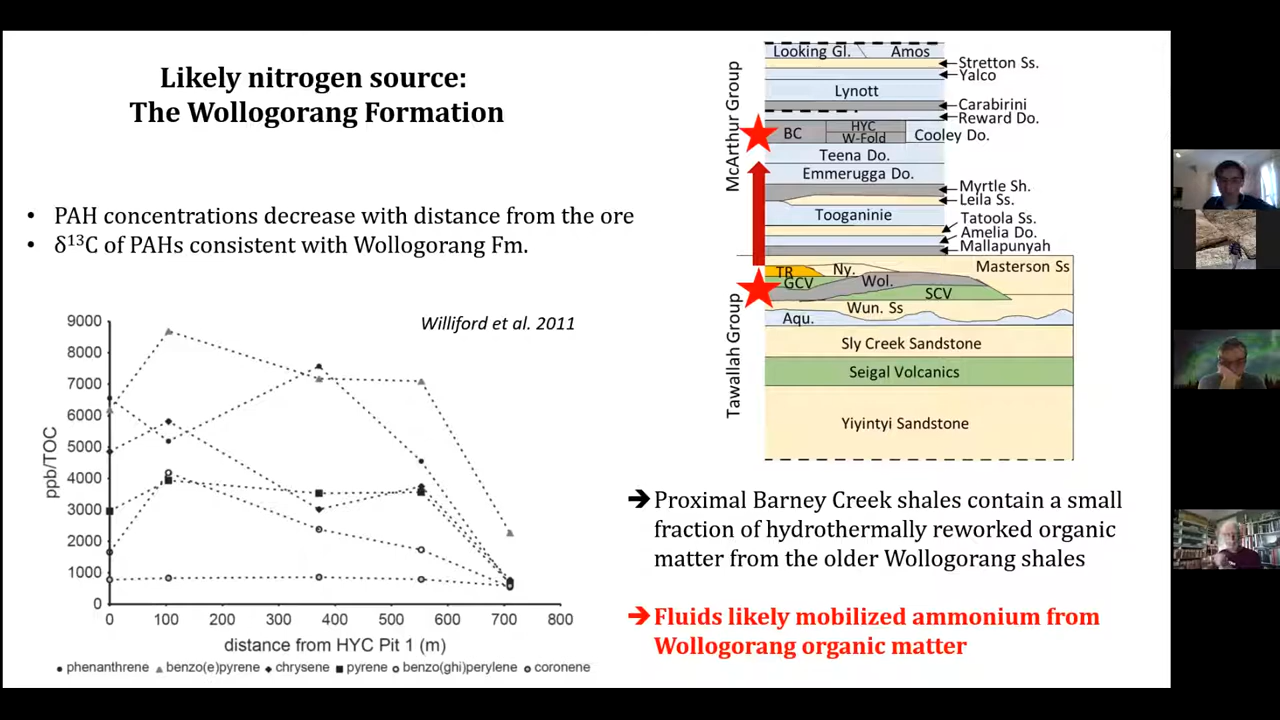 Likely nitrogen source:
The Wollogorang Formation
• PAH concentrations decrease with distance from the ore
• δ¹³C of PAHs consistent with Wollogorang Fm.
Williford et al. 2011
9000
8000
7000
6000
5000
4000
3000
2000
1000
0
ppb/TOC
0 100 200 300 400 500 600 700 800
distance from HYC Pit 1 (m)
phenanthrene benzo(e)pyrene chrysene pyrene benzo(ghi)perylene coronene
McArthur Group
Looking Gl. Amos
Stretton Ss.
Yalco
Lynott
Carabirini
Reward Do.
BC HYC Cooley Do.
W-Fold
Teena Do.
Emmerugga Do.
Myrtle Sh.
Leila Ss.
Tooganinie
Tatoola Ss.
Amelia Do.
Mallapunyah
Tawallah Group
TR Ny. Masterson Ss
GCV Wol.
SCV
Wun. Ss
Aqu.
Sly Creek Sandstone
Seigal Volcanics
Yiyintyi Sandstone
➔ Proximal Barney Creek shales contain a small
fraction of hydrothermally reworked organic
matter from the older Wollogorang shales
➔ Fluids likely mobilized ammonium from
Wollogorang organic matter